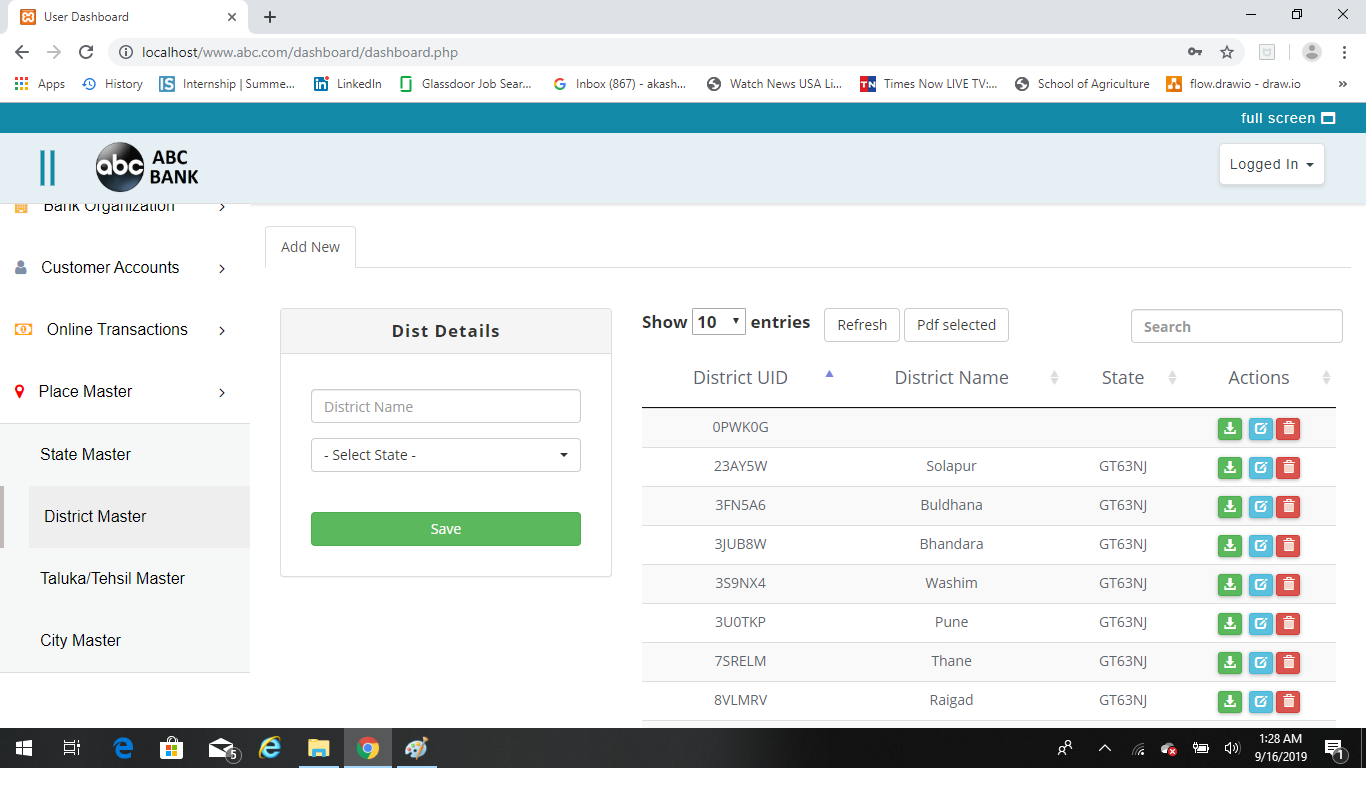 User Dashboard
localhost/www.abc.com/dashboard/dashboard.php
Apps History Internship | Summe... LinkedIn Glassdoor Job Sear... Inbox (867) - akash... Watch News USA Li... Times Now LIVE TV:... School of Agriculture flow.drawio - draw.io »
full screen
abc ABC BANK
Logged In
Bank Organization
Customer Accounts
Online Transactions
Place Master
State Master
District Master
Taluka/Tehsil Master
City Master
Add New
Dist Details
District Name
- Select State -
Save
Show 10 entries Refresh Pdf selected Search
District UID District Name State Actions
0PWK0G
23AY5W Solapur GT63NJ
3FN5A6 Buldhana GT63NJ
3JUB8W Bhandara GT63NJ
3S9NX4 Washim GT63NJ
3U0TKP Pune GT63NJ
7SRELM Thane GT63NJ
8VLMRV Raigad GT63NJ
5
1:28 AM
9/16/2019
1